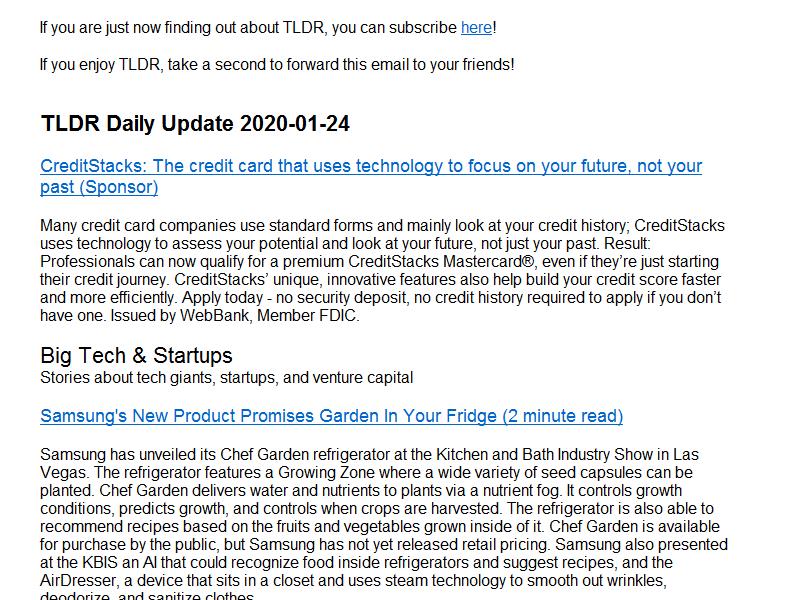 If you are just now finding out about TLDR, you can subscribe here!
If you enjoy TLDR, take a second to forward this email to your friends!
TLDR Daily Update 2020-01-24
CreditStacks: The credit card that uses technology to focus on your future, not your
past (Sponsor)
Many credit card companies use standard forms and mainly look at your credit history; CreditStacks
uses technology to assess your potential and look at your future, not just your past. Result:
Professionals can now qualify for a premium CreditStacks Mastercard®, even if they’re just starting
their credit journey. CreditStacks’ unique, innovative features also help build your credit score faster
and more efficiently. Apply today - no security deposit, no credit history required to apply if you don’t
have one. Issued by WebBank, Member FDIC.
Big Tech & Startups
Stories about tech giants, startups, and venture capital
Samsung's New Product Promises Garden In Your Fridge (2 minute read)
Samsung has unveiled its Chef Garden refrigerator at the Kitchen and Bath Industry Show in Las
Vegas. The refrigerator features a Growing Zone where a wide variety of seed capsules can be
planted. Chef Garden delivers water and nutrients to plants via a nutrient fog. It controls growth
conditions, predicts growth, and controls when crops are harvested. The refrigerator is also able to
recommend recipes based on the fruits and vegetables grown inside of it. Chef Garden is available
for purchase by the public, but Samsung has not yet released retail pricing. Samsung also presented
at the KBIS an AI that could recognize food inside refrigerators and suggest recipes, and the
AirDresser, a device that sits in a closet and uses steam technology to smooth out wrinkles,
deodorize, and sanitize clothes.